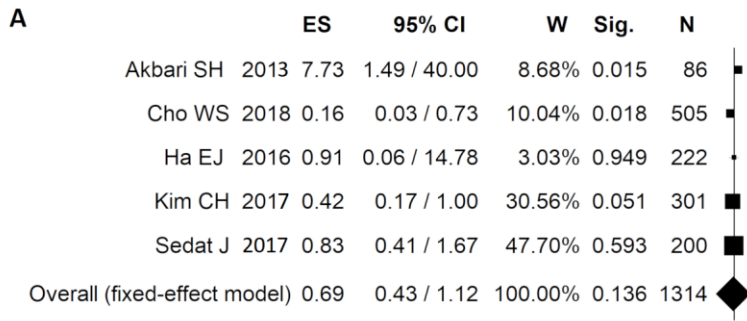 A
ES 95% CI W Sig. N
Akbari SH 2013 7.73 1.49 / 40.00 8.68% 0.015 86
Cho WS 2018 0.16 0.03 / 0.73 10.04% 0.018 505
Ha EJ 2016 0.91 0.06 / 14.78 3.03% 0.949 222
Kim CH 2017 0.42 0.17 / 1.00 30.56% 0.051 301
Sedat J 2017 0.83 0.41 / 1.67 47.70% 0.593 200
Overall (fixed-effect model) 0.69 0.43 / 1.12 100.00% 0.136 1314